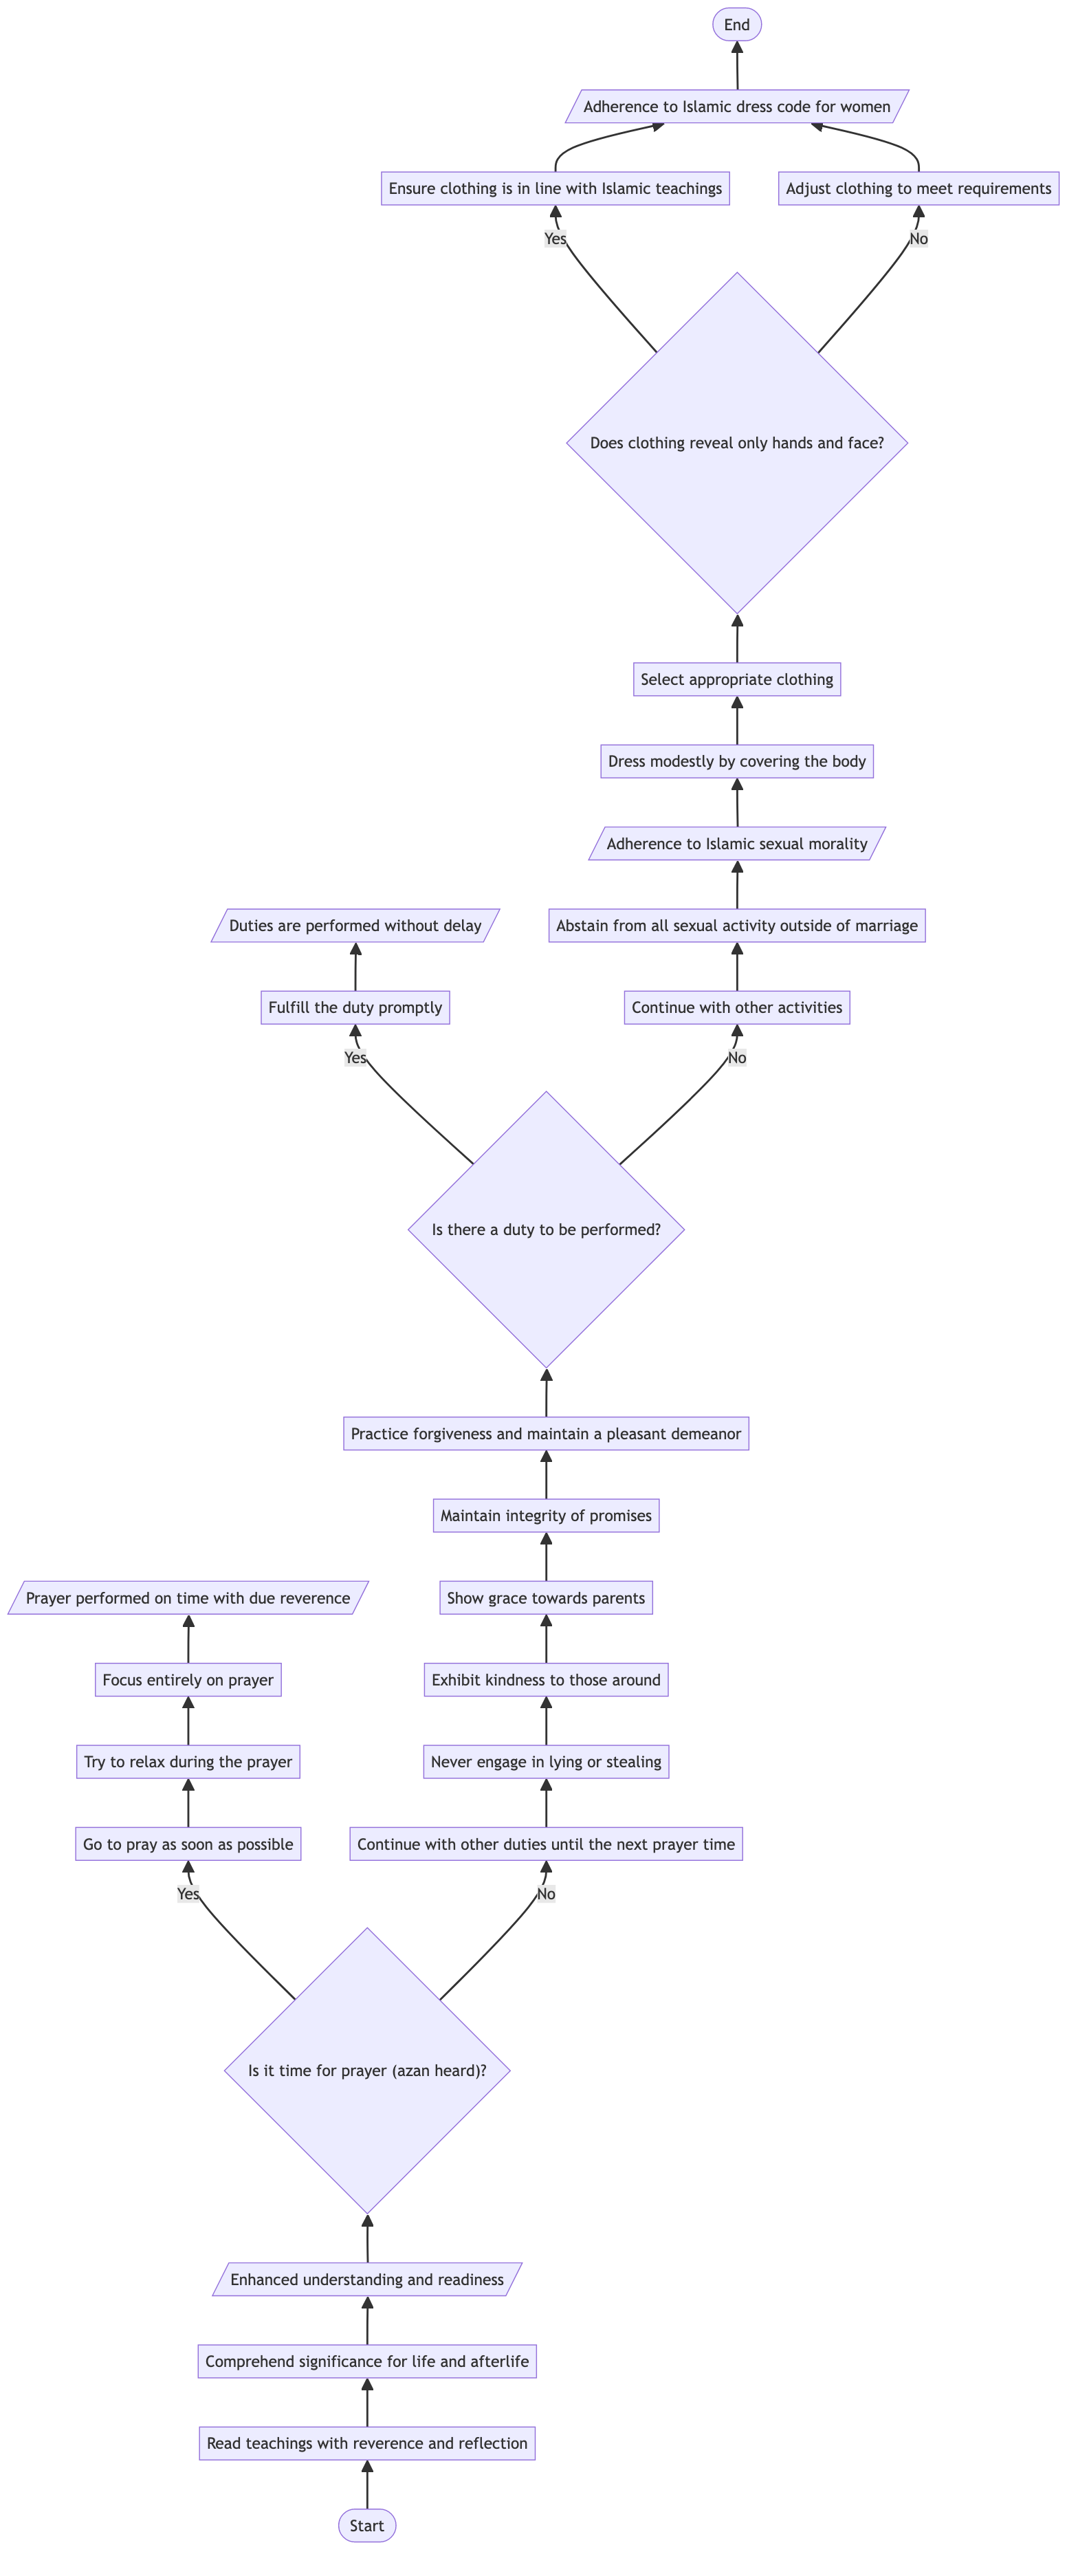 End
Adherence to Islamic dress code for women
Ensure clothing is in line with Islamic teachings
Adjust clothing to meet requirements
Yes
No
Does clothing reveal only hands and face?
Select appropriate clothing
Dress modestly by covering the body
Adherence to Islamic sexual morality
Duties are performed without delay
Abstain from all sexual activity outside of marriage
Fulfill the duty promptly
Continue with other activities
Yes
No
Is there a duty to be performed?
Practice forgiveness and maintain a pleasant demeanor
Maintain integrity of promises
Prayer performed on time with due reverence
Show grace towards parents
Focus entirely on prayer
Exhibit kindness to those around
Try to relax during the prayer
Never engage in lying or stealing
Go to pray as soon as possible
Continue with other duties until the next prayer time
Yes
No
Is it time for prayer (azan heard)?
Enhanced understanding and readiness
Comprehend significance for life and afterlife
Read teachings with reverence and reflection
Start